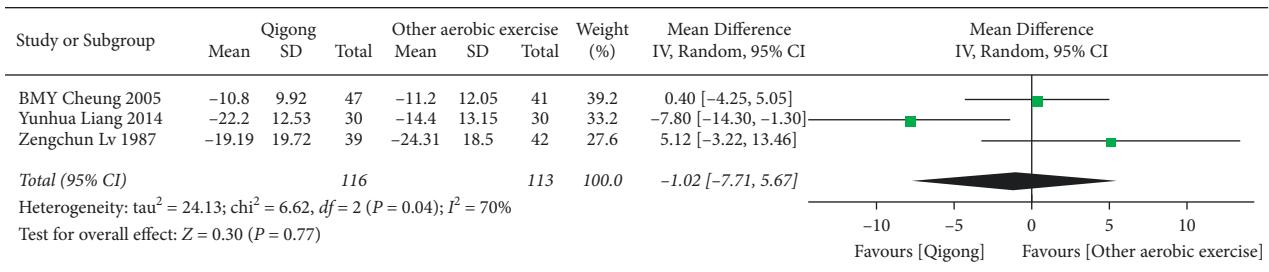 Study or Subgroup Qigong Other aerobic exercise Weight Mean Difference Mean Difference
Mean SD Total Mean SD Total (%) IV, Random, 95% CI IV, Random, 95% CI
BMY Cheung 2005 –10.8 9.92 47 –11.2 12.05 41 39.2 0.40 [–4.25, 5.05]
Yunhua Liang 2014 –22.2 12.53 30 –14.4 13.15 30 33.2 –7.80 [–14.30, –1.30]
Zengchun Lv 1987 –19.19 19.72 39 –24.31 18.5 42 27.6 5.12 [–3.22, 13.46]
Total (95% CI) 116 113 100.0 –1.02 [–7.71, 5.67]
Heterogeneity: tau² = 24.13; chi² = 6.62, df = 2 (P = 0.04); I² = 70%
Test for overall effect: Z = 0.30 (P = 0.77)
–10 –5 0 5 10
Favours [Qigong] Favours [Other aerobic exercise]